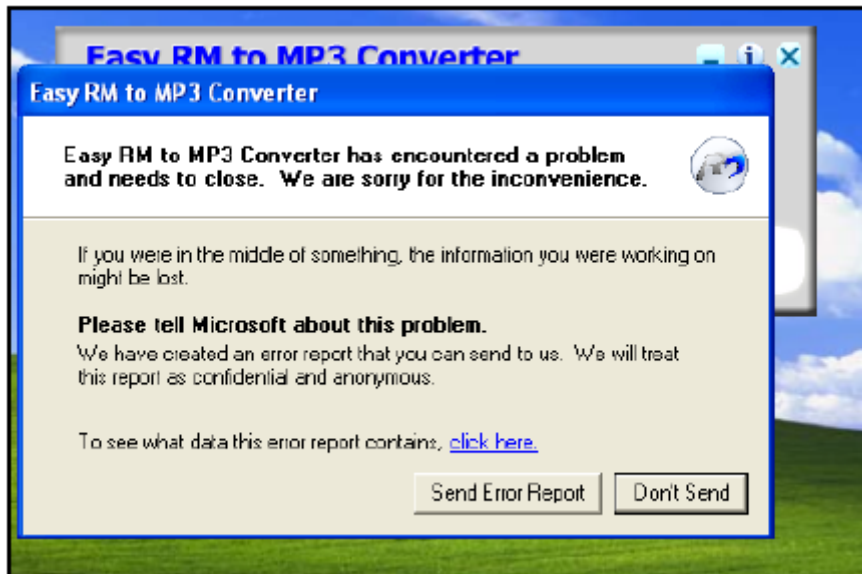 Easy RM to MP3 Converter
Easy RM to MP3 Converter
Easy RM to MP3 Converter has encountered a problem
and needs to close.  We are sorry for the inconvenience.
If you were in the middle of something, the information you were working on
might be lost.
Please tell Microsoft about this problem.
We have created an error report that you can send to us.  We will treat
this report as confidential and anonymous.
To see what data this error report contains, click here.
Send Error Report
Don't Send